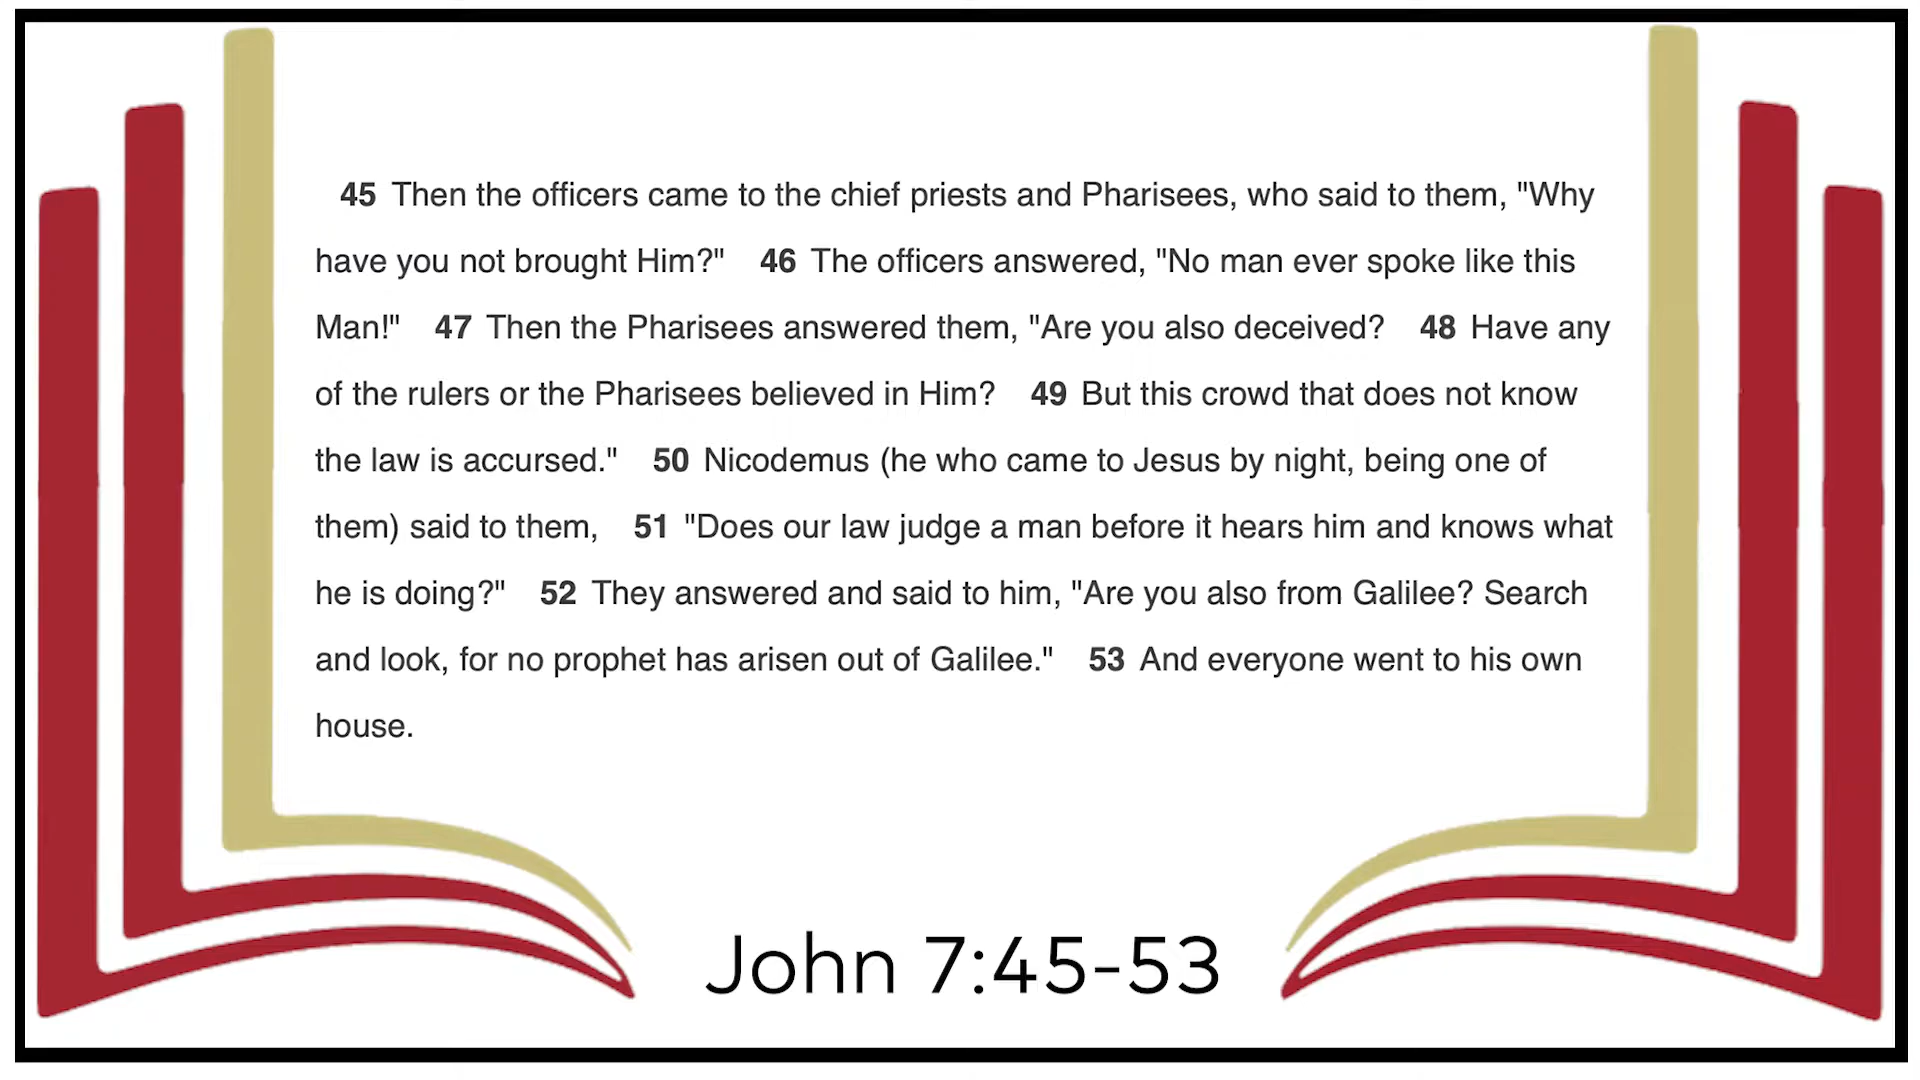 45 Then the officers came to the chief priests and Pharisees, who said to them, "Why
have you not brought Him?" 46 The officers answered, "No man ever spoke like this
Man!" 47 Then the Pharisees answered them, "Are you also deceived? 48 Have any
of the rulers or the Pharisees believed in Him? 49 But this crowd that does not know
the law is accursed." 50 Nicodemus (he who came to Jesus by night, being one of
them) said to them, 51 "Does our law judge a man before it hears him and knows what
he is doing?" 52 They answered and said to him, "Are you also from Galilee? Search
and look, for no prophet has arisen out of Galilee." 53 And everyone went to his own
house.
John 7:45-53